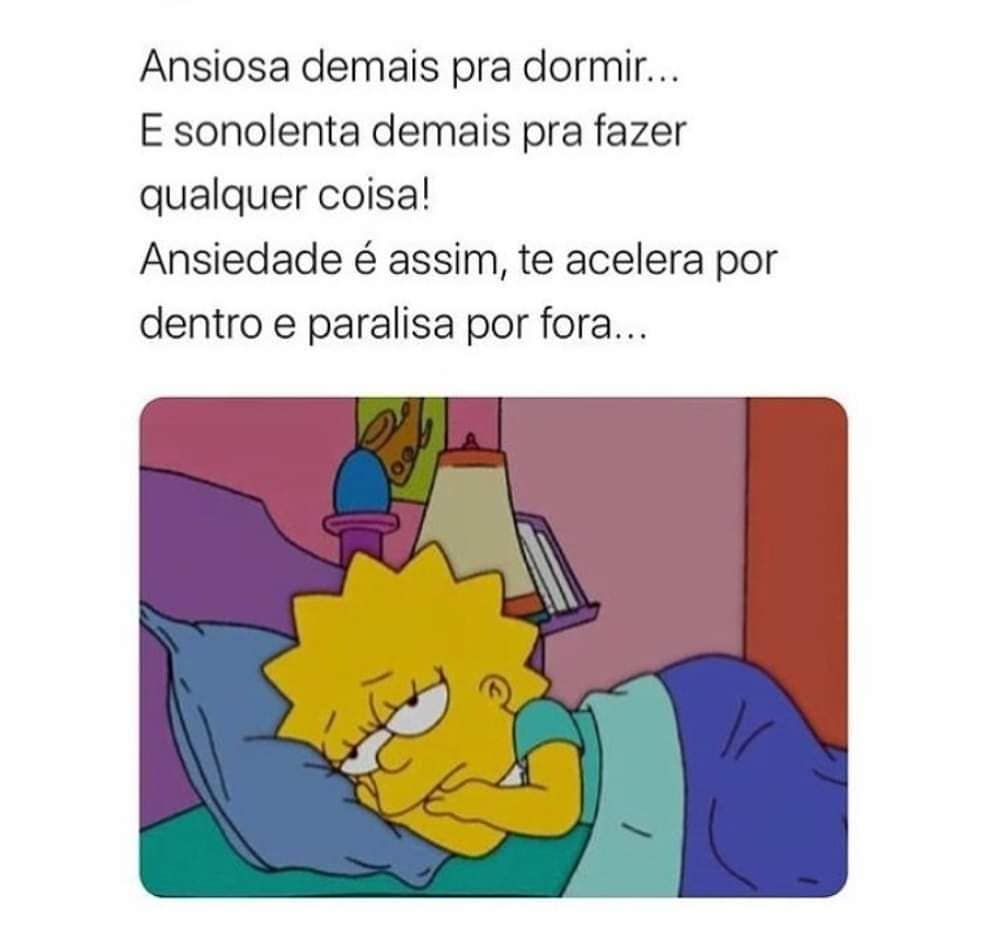 Ansiosa demais pra dormir...
E sonolenta demais pra fazer
qualquer coisa!
Ansiedade é assim, te acelera por
dentro e paralisa por fora...